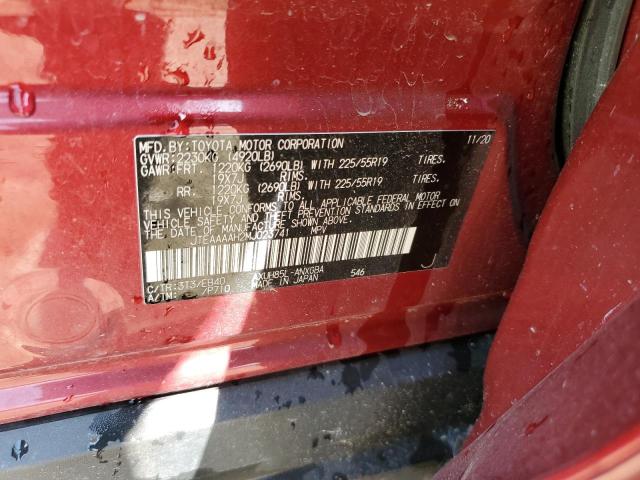 MFD. BY: TOYOTA MOTOR CORPORATION 11/20
GVWR: 2230KG (4920LB)
GAWR: FRT. 1220KG (2690LB) WITH 225/55R19 TIRES.
19X7J RIMS.
RR. 1220KG (2690LB) WITH 225/55R19 TIRES.
19X7J RIMS.
THIS VEHICLE CONFORMS TO ALL APPLICABLE FEDERAL MOTOR
VEHICLE SAFETY AND THEFT PREVENTION STANDARDS IN EFFECT ON
THE DATE OF MANUFACTURE SHOWN ABOVE.
JTEAAAAH2MJ023741 MPV
C/TR: 3T3/EB40 AXUH85L-ANXGBA 546 J
A/TM: P710 MADE IN JAPAN